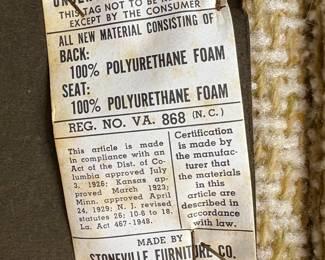 THIS TAG NOT TO BE
EXCEPT BY THE CONSUMER
ALL NEW MATERIAL CONSISTING OF
BACK:
100% POLYURETHANE FOAM
SEAT:
100% POLYURETHANE FOAM
REG. NO. VA. 868 (N.C.)
This article is made
in compliance with an
Act of the Dist. of Co-
lumbia approved July
3, 1926; Kansas ap-
proved March 1923;
Minn. approved April
24, 1929; N. J. revised
statutes 26; 10-6 to 18.
La. Act 467-1948.
Certification
is made by
the manufac-
turer that
the materials
in this
article are
described in
accordance
with law.
MADE BY
STONEVILLE FURNITURE CO.